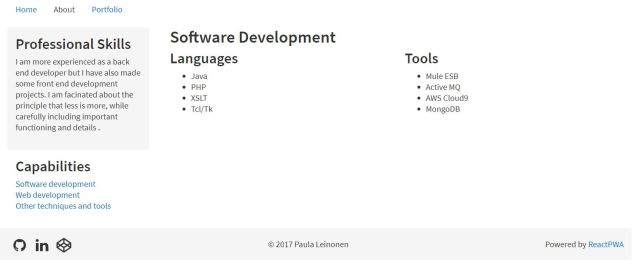 Home About Portfolio
Professional Skills
I am more experienced as a back
end developer but I have also made
some front end development
projects. I am facinated about the
principle that less is more, while
carefully including important
functioning and details .
Capabilities
Software development
Web development
Other techniques and tools
Software Development
Languages
Java
PHP
XSLT
Tcl/Tk
Tools
Mule ESB
Active MQ
AWS Cloud9
MongoDB
in
© 2017 Paula Leinonen
Powered by ReactPWA